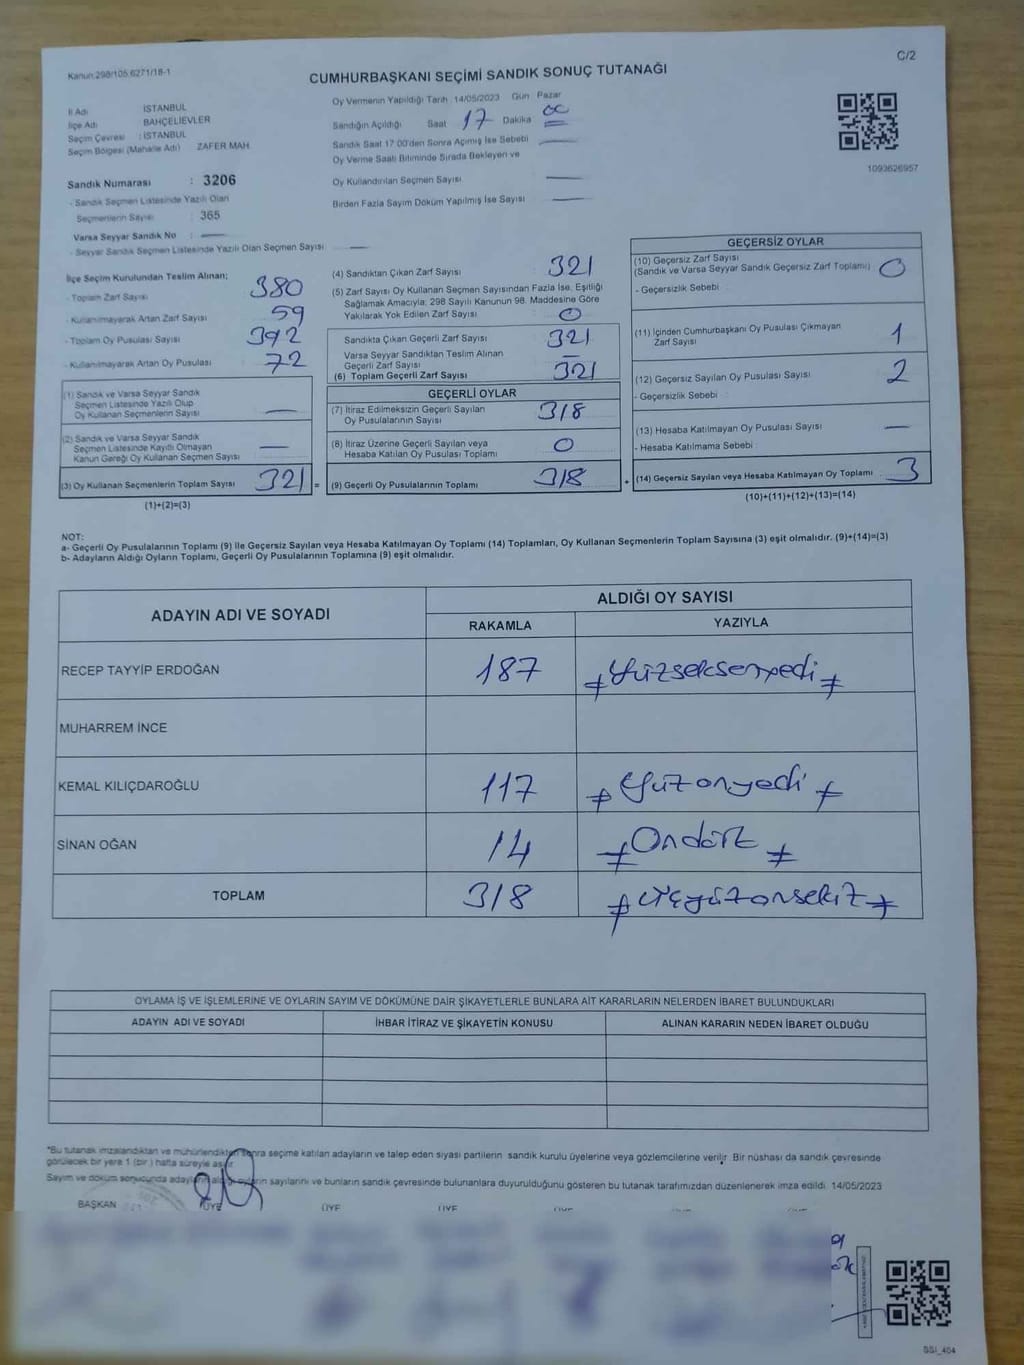 Kanun:298/105.6271/18-1
C/2
CUMHURBAŞKANI SEÇİMİ SANDIK SONUÇ TUTANAĞI
İl Adı İSTANBUL
İlçe Adı BAHÇELİEVLER
Seçim Çevresi : İSTANBUL
Seçim Bölgesi (Mahalle Adı) ZAFER MAH.
Sandık Numarası : 3206
- Sandık Seçmen Listesinde Yazılı Olan
Seçmenlerin Sayısı 365
Varsa Seyyar Sandık No :
- Seyyar Sandık Seçmen Listesinde Yazılı Olan Seçmen Sayısı
Oy Vermenin Yapıldığı Tarih :14/05/2023 Gün Pazar
Sandığın Açıldığı Saat 17 Dakika 00
Sandık Saat 17:00'den Sonra Açılmış İse Sebebi
Oy Verme Saati Bitiminde Sırada Bekleyen ve
Oy Kullandırılan Seçmen Sayısı
Birden Fazla Sayım Döküm Yapılmış İse Sayısı
1093626957
İlçe Seçim Kurulundan Teslim Alınan;
- Toplam Zarf Sayısı 380
- Kullanılmayarak Artan Zarf Sayısı 59
- Toplam Oy Pusulası Sayısı 392
- Kullanılmayarak Artan Oy Pusulası 72
(1) Sandık ve Varsa Seyyar Sandık
Seçmen Listesinde Yazılı Olup
Oy Kullanan Seçmenlerin Sayısı
(2) Sandık ve Varsa Seyyar Sandık
Seçmen Listesinde Kayıtlı Olmayan
Kanun Gereği Oy Kullanan Seçmen Sayısı
(3) Oy Kullanan Seçmenlerin Toplam Sayısı 321 =
(1)+(2)=(3)
(4) Sandıktan Çıkan Zarf Sayısı 321
(5) Zarf Sayısı Oy Kullanan Seçmen Sayısından Fazla İse, Eşitliği
Sağlamak Amacıyla, 298 Sayılı Kanunun 98. Maddesine Göre
Yakılarak Yok Edilen Zarf Sayısı 0
Sandıkta Çıkan Geçerli Zarf Sayısı 321
Varsa Seyyar Sandıktan Teslim Alınan
Geçerli Zarf Sayısı
(6) Toplam Geçerli Zarf Sayısı 321
GEÇERLİ OYLAR
(7) İtiraz Edilmeksizin Geçerli Sayılan
Oy Pusulalarının Sayısı 318
(8) İtiraz Üzerine Geçerli Sayılan veya
Hesaba Katılan Oy Pusulası Toplamı 0
(9) Geçerli Oy Pusulalarının Toplamı 318 +
GEÇERSİZ OYLAR
(10) Geçersiz Zarf Sayısı
(Sandık ve Varsa Seyyar Sandık Geçersiz Zarf Toplamı) 0
- Geçersizlik Sebebi
(11) İçinden Cumhurbaşkanı Oy Pusulası Çıkmayan
Zarf Sayısı 1
(12) Geçersiz Sayılan Oy Pusulası Sayısı 2
- Geçersizlik Sebebi
(13) Hesaba Katılmayan Oy Pusulası Sayısı
- Hesaba Katılmama Sebebi
(14) Geçersiz Sayılan veya Hesaba Katılmayan Oy Toplamı 3
(10)+(11)+(12)+(13)=(14)
NOT:
a- Geçerli Oy Pusulalarının Toplamı (9) ile Geçersiz Sayılan veya Hesaba Katılmayan Oy Toplamı (14) Toplamları, Oy Kullanan Seçmenlerin Toplam Sayısına (3) eşit olmalıdır. (9)+(14)=(3)
b- Adayların Aldığı Oyların Toplamı, Geçerli Oy Pusulalarının Toplamına (9) eşit olmalıdır.
ADAYIN ADI VE SOYADI
ALDIĞI OY SAYISI
RAKAMLA YAZIYLA
RECEP TAYYİP ERDOĞAN 187 Yüzseksenyedi
MUHARREM İNCE
KEMAL KILIÇDAROĞLU 117 Yüzonyedi
SİNAN OĞAN 14 Ondört
TOPLAM 318 Üçyüzonsekiz
OYLAMA İŞ VE İŞLEMLERİNE VE OYLARIN SAYIM VE DÖKÜMÜNE DAİR ŞİKAYETLERLE BUNLARA AİT KARARLARIN NELERDEN İBARET BULUNDUKLARI
ADAYIN ADI VE SOYADI İHBAR İTİRAZ VE ŞİKAYETİN KONUSU ALINAN KARARIN NEDEN İBARET OLDUĞU
*Bu tutanak imzalandıktan ve mühürlendikten sonra seçime katılan adayların ve talep eden siyasi partilerin sandık kurulu üyelerine veya gözlemcilerine verilir. Bir nüshası da sandık çevresinde
görülecek bir yere 1 (bir) hafta süreyle asılır.
Sayım ve döküm sonucunda adayların aldığı oyların sayılarını ve bunların sandık çevresinde bulunanlara duyurulduğunu gösteren bu tutanak tarafımızdan düzenlenerek imza edildi. 14/05/2023
BAŞKAN ÜYE ÜYE ÜYE
SSİ_404